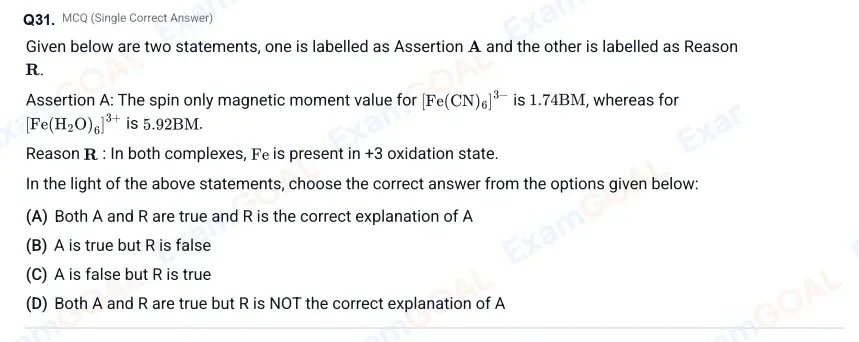 Q31. MCQ (Single Correct Answer)
Given below are two statements, one is labelled as Assertion A and the other is labelled as Reason
R.
Assertion A: The spin only magnetic moment value for [Fe(CN)₆]³⁻ is 1.74BM, whereas for
[Fe(H₂O)₆]³⁺ is 5.92BM.
Reason R : In both complexes, Fe is present in +3 oxidation state.
In the light of the above statements, choose the correct answer from the options given below:
(A) Both A and R are true and R is the correct explanation of A
(B) A is true but R is false
(C) A is false but R is true
(D) Both A and R are true but R is NOT the correct explanation of A
ExamGOAL